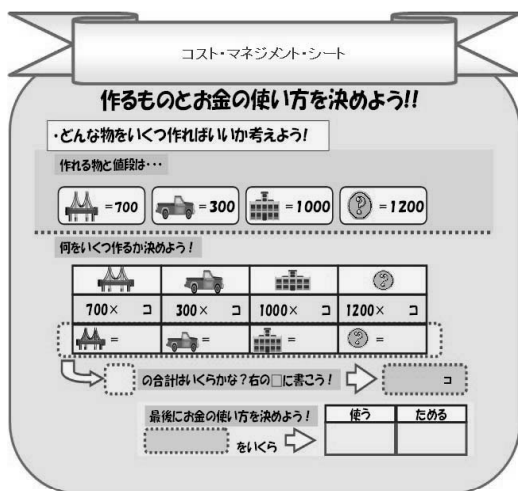 コスト・マネジメント・シート
作るものとお金の使い方を決めよう!!
・どんな物をいくつ作ればいいか考えよう!
作れる物と値段は・・・
=700 =300 =1000 ? =1200
何をいくつ作るか決めよう!
?
700× コ 300× コ 1000× コ 1200× コ
= = = ? =
の合計はいくらかな?右の□に書こう! コ
最後にお金の使い方を決めよう!
使う ためる
をいくら